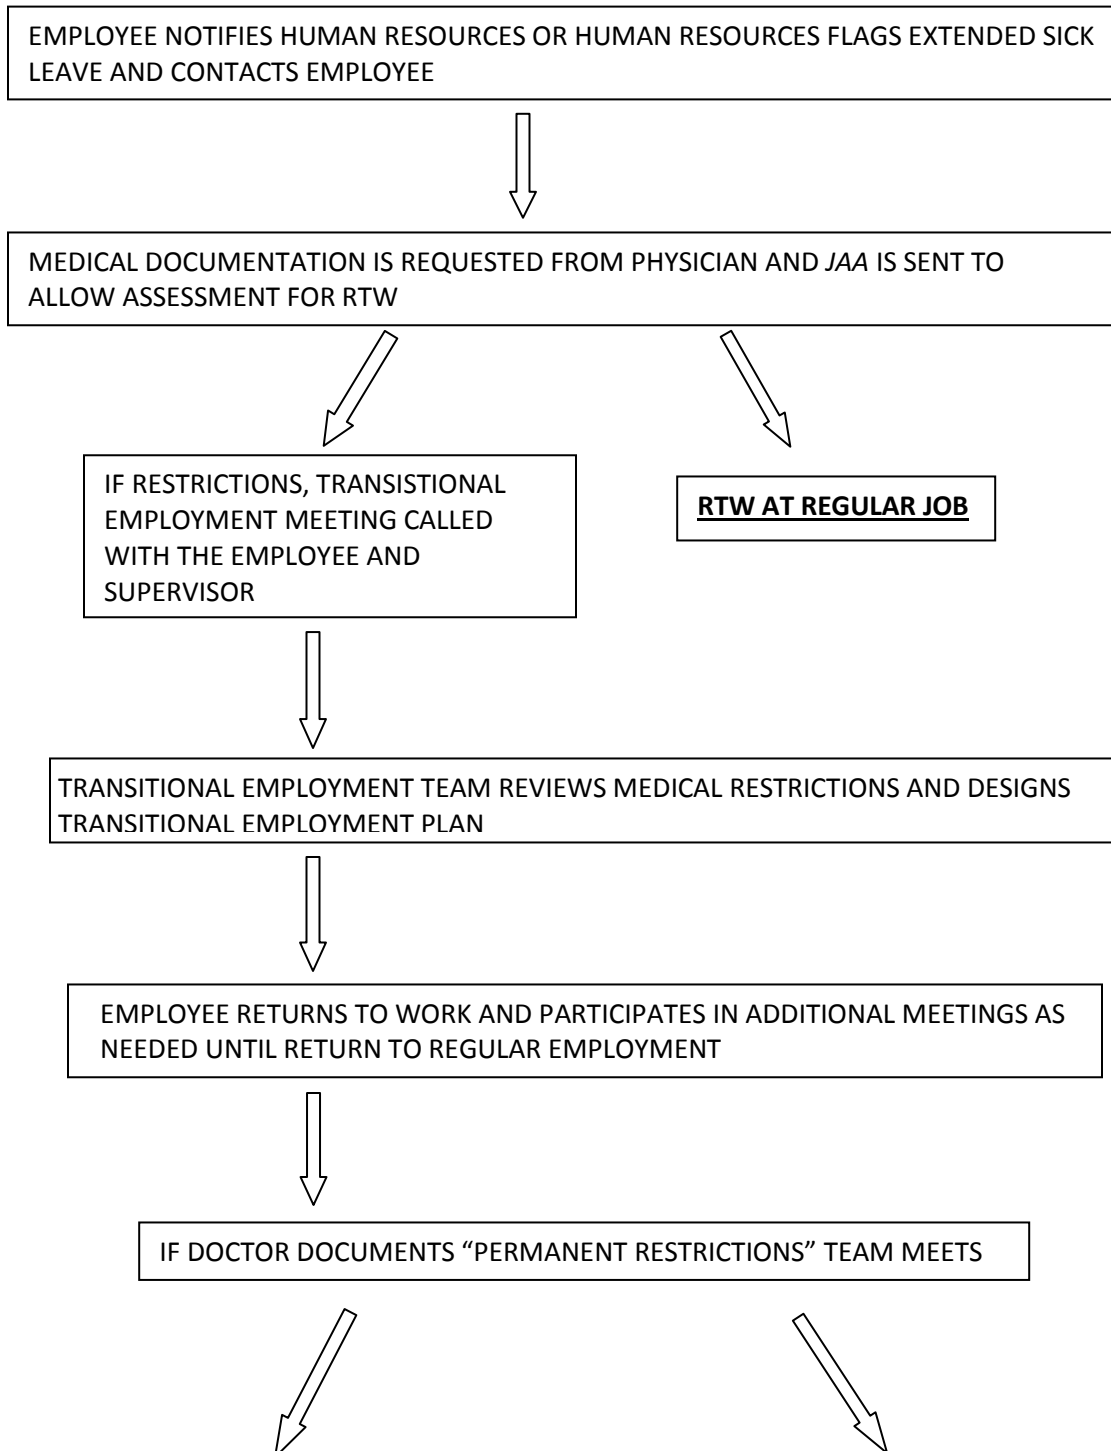 EMPLOYEE NOTIFIES HUMAN RESOURCES OR HUMAN RESOURCES FLAGS EXTENDED SICK
LEAVE AND CONTACTS EMPLOYEE
MEDICAL DOCUMENTATION IS REQUESTED FROM PHYSICIAN AND JAA IS SENT TO
ALLOW ASSESSMENT FOR RTW
IF RESTRICTIONS, TRANSISTIONAL
EMPLOYMENT MEETING CALLED
WITH THE EMPLOYEE AND
SUPERVISOR
RTW AT REGULAR JOB
TRANSITIONAL EMPLOYMENT TEAM REVIEWS MEDICAL RESTRICTIONS AND DESIGNS
TRANSITIONAL EMPLOYMENT PLAN
EMPLOYEE RETURNS TO WORK AND PARTICIPATES IN ADDITIONAL MEETINGS AS
NEEDED UNTIL RETURN TO REGULAR EMPLOYMENT
IF DOCTOR DOCUMENTS “PERMANENT RESTRICTIONS” TEAM MEETS